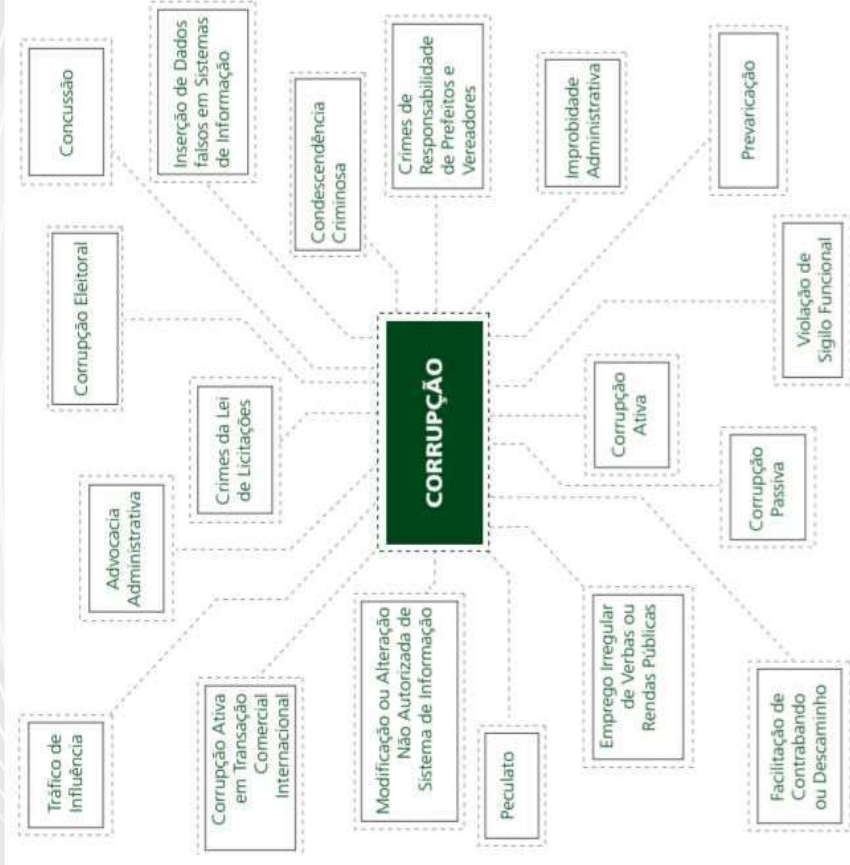 Tráfico de
Influência
Advocacia
Administrativa
Corrupção Eleitoral
Concussão
Corrupção Ativa
em Transação
Comercial
Internacional
Crimes da Lei
de Licitações
Inserção de Dados
falsos em Sistemas
de Informação
Condescendência
Criminosa
Modificação ou Alteração
Não Autorizada de
Sistema de Informação
CORRUPÇÃO
Crimes de
Responsabilidade
de Prefeitos e
Vereadores
Peculato
Improbidade
Administrativa
Emprego Irregular
de Verbas ou
Rendas Públicas
Corrupção
Ativa
Prevaricação
Facilitação de
Contrabando
ou Descaminho
Corrupção
Passiva
Violação de
Sigilo Funcional